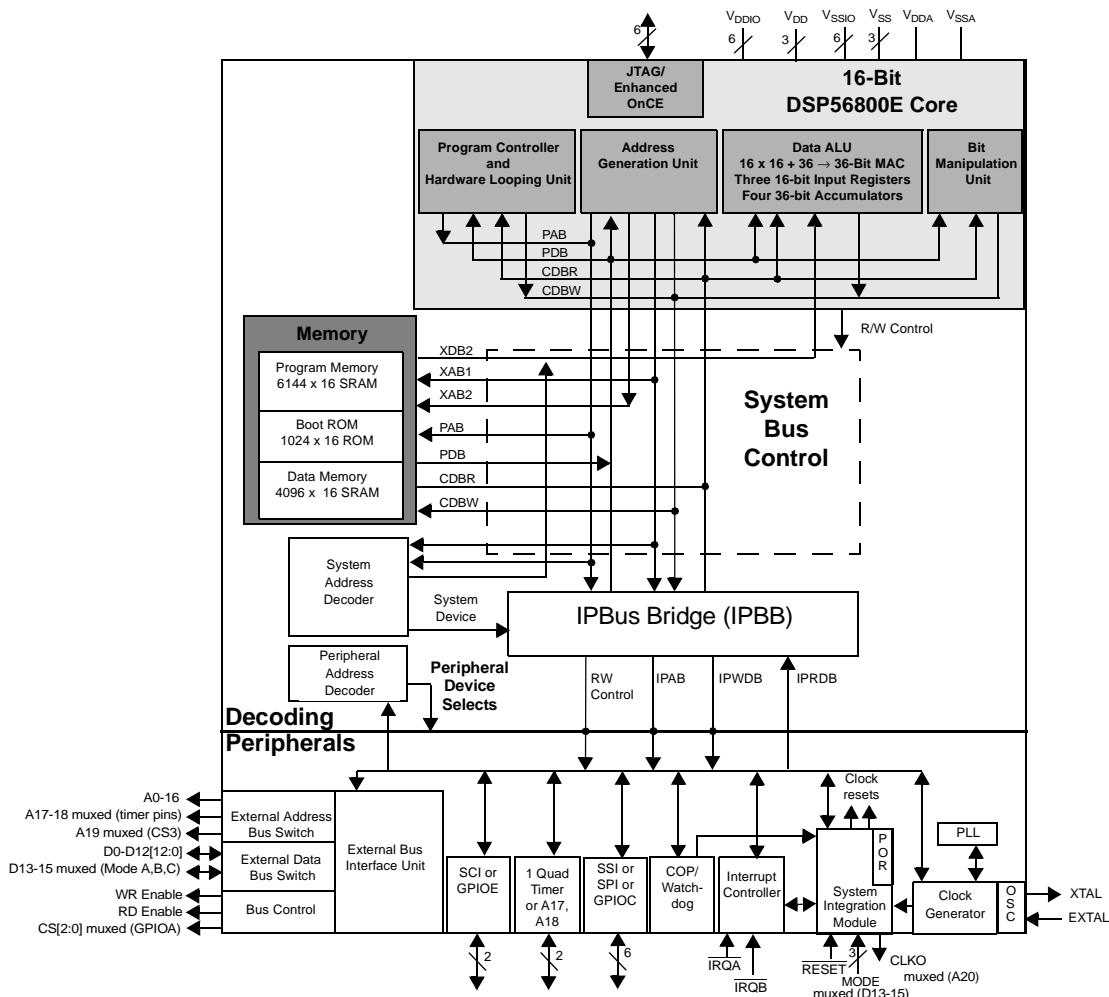 VDDIO VDD VSSIO VSS VDDA VSSA
6 6 3 6 3
JTAG/
Enhanced
OnCE
16-Bit
DSP56800E Core
Program Controller
and
Hardware Looping Unit
Address
Generation Unit
Data ALU
16 x 16 + 36 → 36-Bit MAC
Three 16-bit Input Registers
Four 36-bit Accumulators
Bit
Manipulation
Unit
PAB
PDB
CDBR
CDBW
R/W Control
Memory
Program Memory
6144 x 16 SRAM
Boot ROM
1024 x 16 ROM
Data Memory
4096 x 16 SRAM
XDB2
XAB1
XAB2
PAB
PDB
CDBR
CDBW
System
Bus
Control
System
Address
Decoder
System
Device
IPBus Bridge (IPBB)
Peripheral
Address
Decoder
Peripheral
Device
Selects
RW
Control
IPAB
IPWDB
IPRDB
Decoding
Peripherals
A0-16
A17-18 muxed (timer pins)
A19 muxed (CS3)
D0-D12[12:0]
D13-15 muxed (Mode A,B,C)
WR Enable
RD Enable
CS[2:0] muxed (GPIOA)
External Address
Bus Switch
External Data
Bus Switch
Bus Control
External Bus
Interface Unit
SCI or
GPIOE
1 Quad
Timer
or A17,
A18
SSI or
SPI or
GPIOC
COP/
Watch-
dog
Interrupt
Controller
Clock
resets
POR
System
Integration
Module
PLL
Clock
Generator
OSC
XTAL
EXTAL
2 2 6
IRQA
IRQB
RESET
3
MODE
muxed (D13-15)
CLKO
muxed (A20)